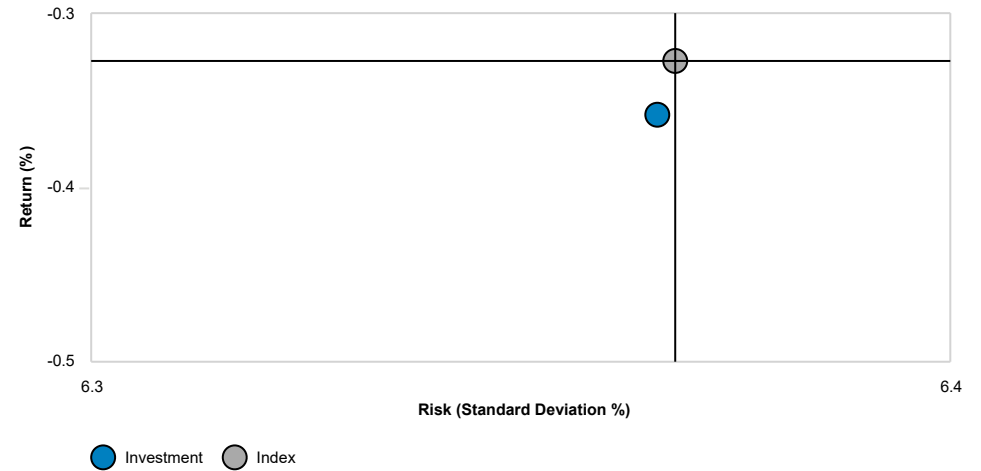 -0.3
-0.4
-0.5
Return (%)
6.3
6.4
Risk (Standard Deviation %)
Investment
Index